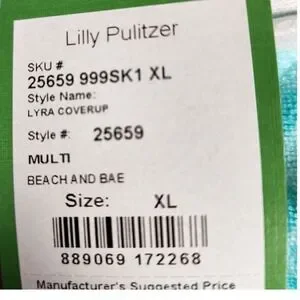 Lilly Pulitzer
SKU #
25659 999SK1 XL
Style Name:
LYRA COVERUP
Style #: 25659
MULTI
BEACH AND BAE
Size: XL
889069 172268
Manufacturer's Suggested Price